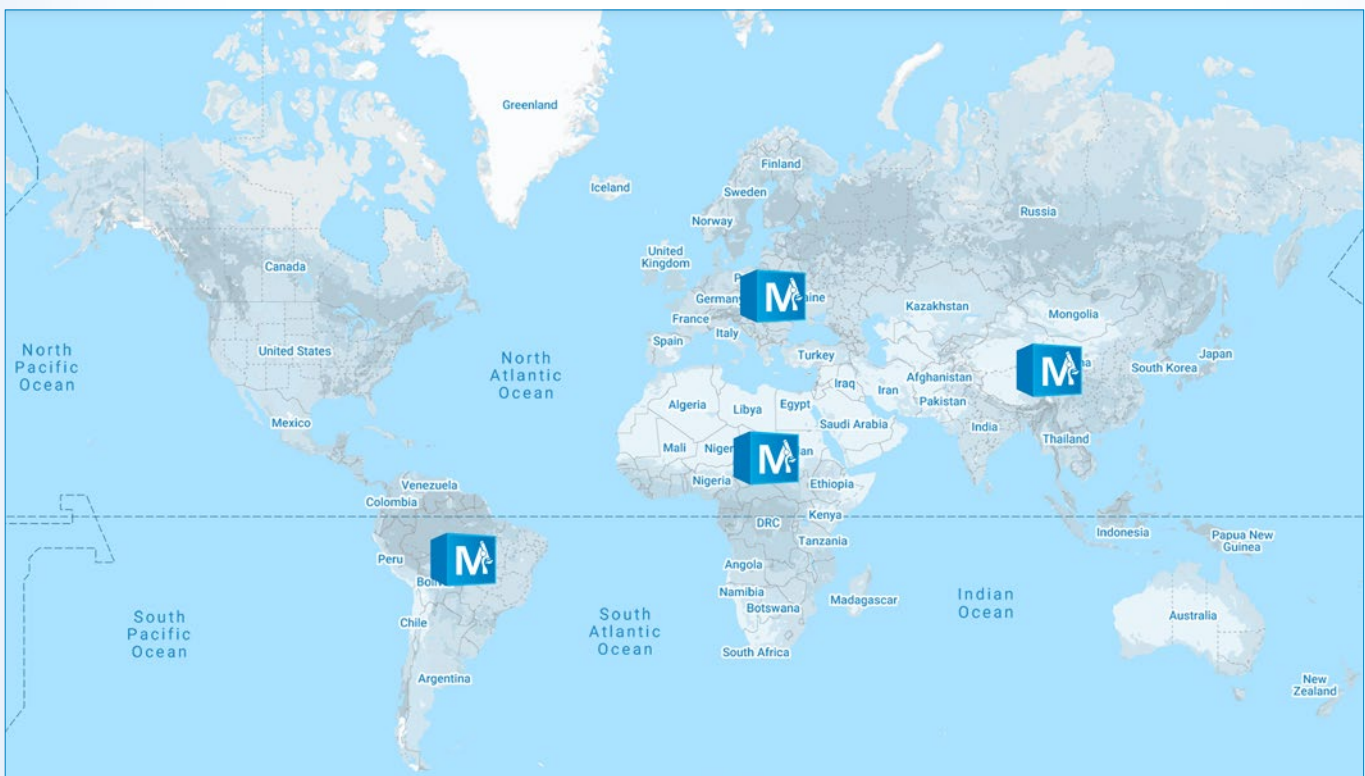 Greenland
Iceland
Finland
Sweden
Norway
Russia
United
Kingdom
Canada
Germany
M
Kazakhstan
Mongolia
France
Italy
Spain
United States
North
Pacific
Ocean
North
Atlantic
Ocean
Turkey
Iraq
Iran
Afghanistan
Pakistan
M
South Korea
Japan
Algeria
Libya
Egypt
Saudi Arabia
India
Thailand
Mexico
Mali
Niger
M
Nigeria
Ethiopia
Venezuela
Colombia
DRC
Kenya
Tanzania
Indonesia
Papua New
Guinea
Peru
M
Angola
Namibia
Botswana
Madagascar
Indian
Ocean
Australia
South
Pacific
Ocean
Chile
South
Atlantic
Ocean
South Africa
Argentina
New
Zealand